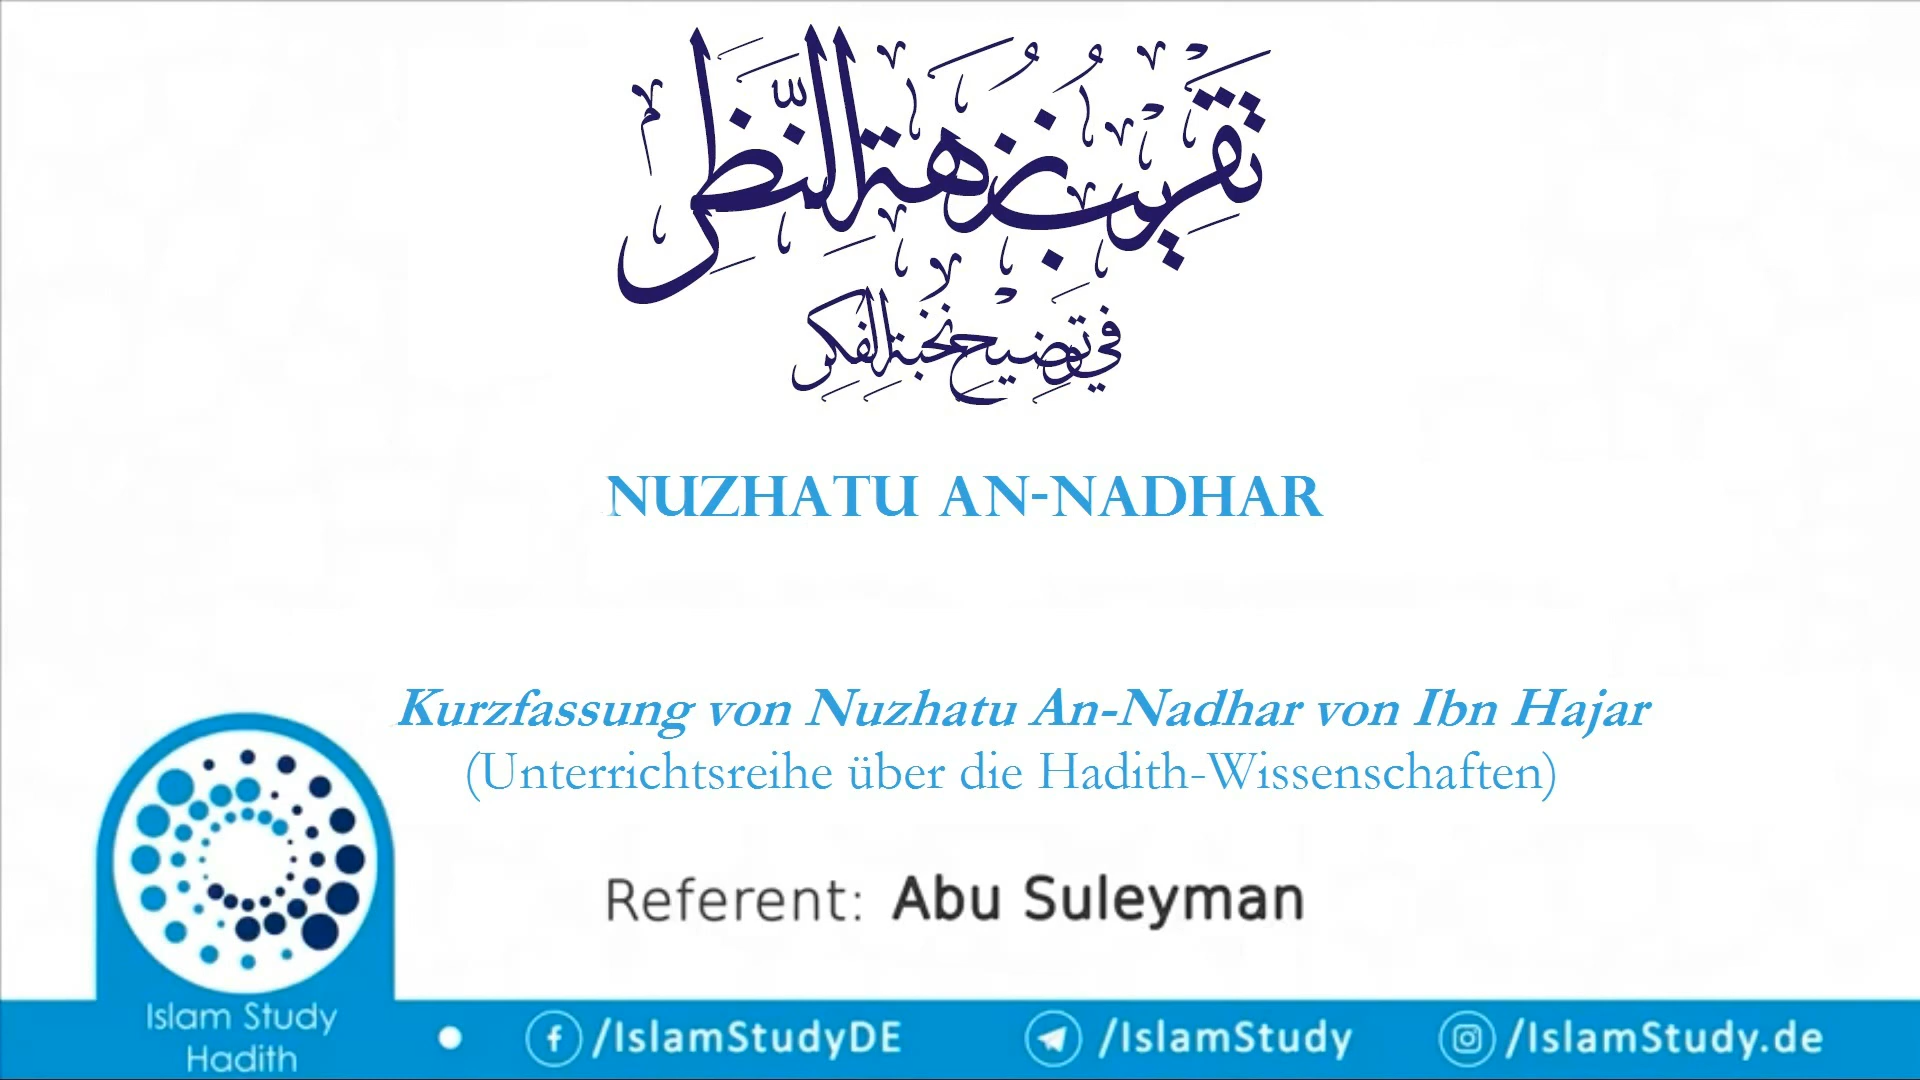 تقريب نزهة النظر
في توضيح نخبة الفكر
NUZHATU AN-NADHAR
Kurzfassung von Nuzhatu An-Nadhar von Ibn Hajar
(Unterrichtsreihe über die Hadith-Wissenschaften)
Referent: Abu Suleyman
Islam Study
Hadith
/IslamStudyDE
/IslamStudy
/IslamStudy.de